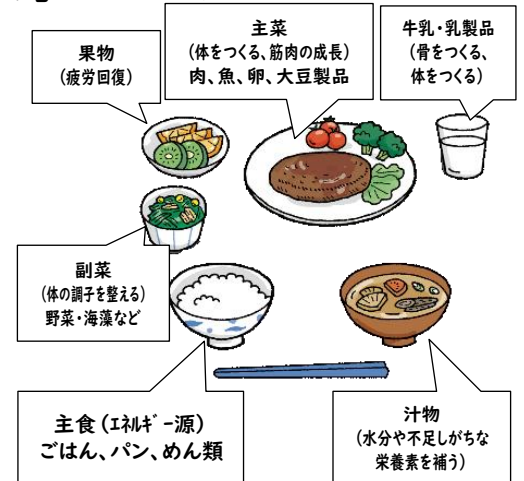 果物
(疲労回復)
主菜
(体をつくる、筋肉の成長)
肉、魚、卵、大豆製品
牛乳・乳製品
(骨をつくる、
体をつくる)
副菜
(体の調子を整える)
野菜・海藻など
主食(ｴﾈﾙｷﾞｰ源)
ごはん、パン、めん類
汁物
(水分や不足しがちな
栄養素を補う)